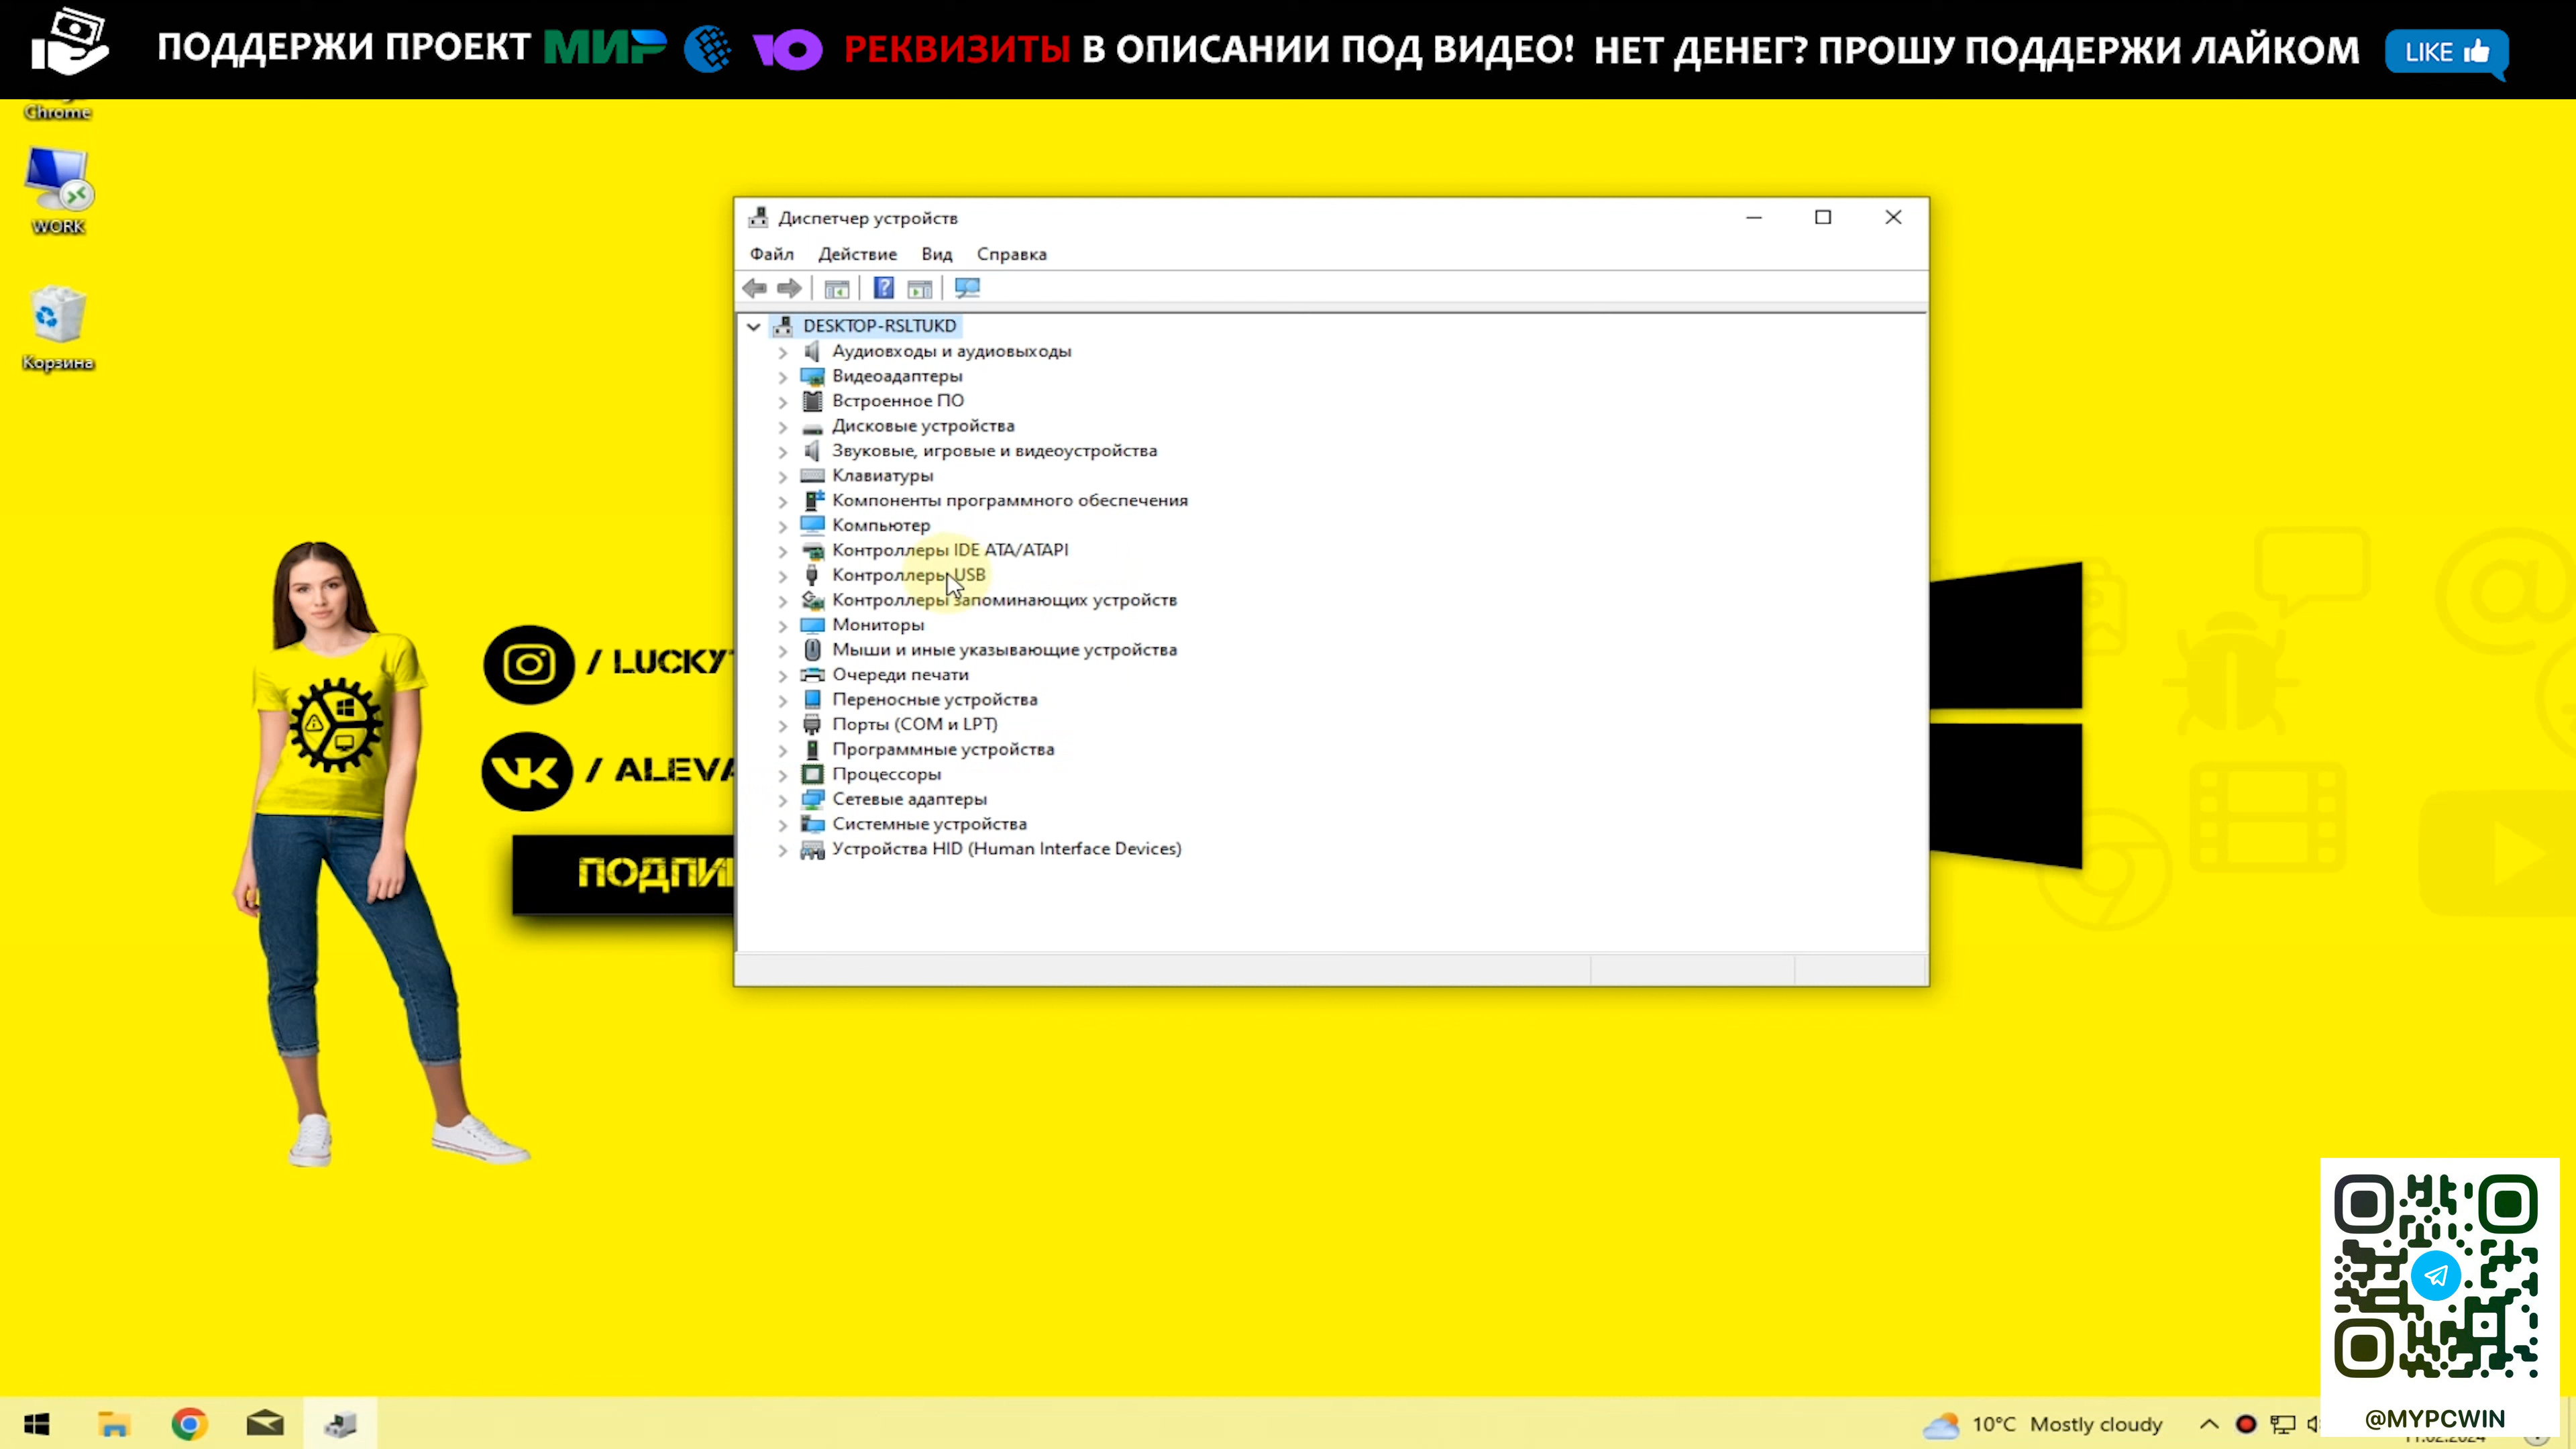 ПОДДЕРЖИ ПРОЕКТ МИР Ю РЕКВИЗИТЫ В ОПИСАНИИ ПОД ВИДЕО! НЕТ ДЕНЕГ? ПРОШУ ПОДДЕРЖИ ЛАЙКОМ LIKE
Chrome
WORK
Корзина
Диспетчер устройств
Файл Действие Вид Справка
DESKTOP-RSLTUKD
Аудиовходы и аудиовыходы
Видеоадаптеры
Встроенное ПО
Дисковые устройства
Звуковые, игровые и видеоустройства
Клавиатуры
Компоненты программного обеспечения
Компьютер
Контроллеры IDE ATA/ATAPI
Контроллеры USB
Контроллеры запоминающих устройств
Мониторы
Мыши и иные указывающие устройства
Очереди печати
Переносные устройства
Порты (COM и LPT)
Программные устройства
Процессоры
Сетевые адаптеры
Системные устройства
Устройства HID (Human Interface Devices)
/ LUCKY
/ ALEVA
ПОДПИ
10°C Mostly cloudy
@MYPCWIN
11.02.2024